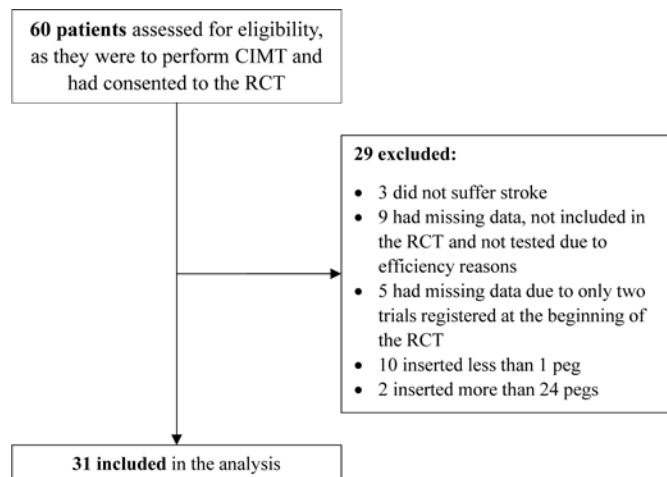 60 patients assessed for eligibility,
as they were to perform CIMT and
had consented to the RCT
29 excluded:
• 3 did not suffer stroke
• 9 had missing data, not included in
the RCT and not tested due to
efficiency reasons
• 5 had missing data due to only two
trials registered at the beginning of
the RCT
• 10 inserted less than 1 peg
• 2 inserted more than 24 pegs
31 included in the analysis